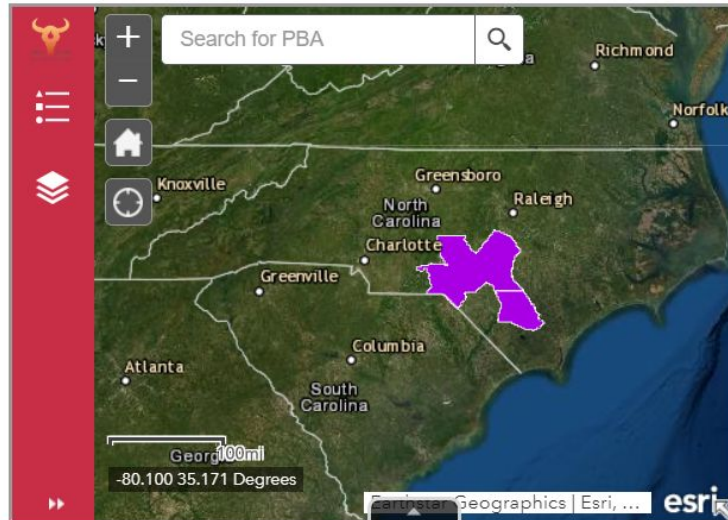 Search for PBA
Richmond
Norfolk
Knoxville
Greensboro
Raleigh
North
Carolina
Charlotte
Greenville
Columbia
Atlanta
South
Carolina
100mi
-80.100 35.171 Degrees
Earthstar Geographics | Esri, ...
esri